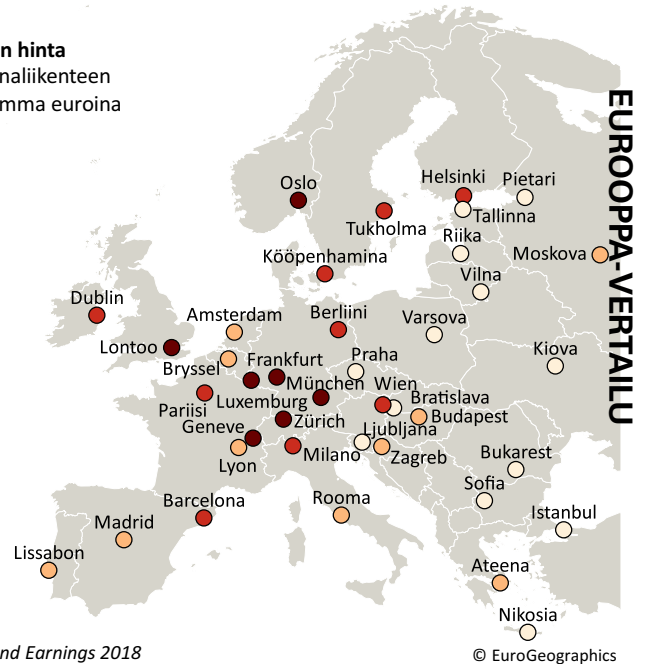 n hinta
naliikenteen
mma euroina
EUROOPPA-VERTAILU
Oslo
Helsinki
Pietari
Tukholma
Tallinna
Riika
Kööpenhamina
Moskova
Vilna
Dublin
Amsterdam
Berliini
Varsova
Lontoo
Bryssel
Frankfurt
Praha
Kiova
München
Wien
Pariisi
Luxemburg
Bratislava
Budapest
Geneve
Zürich
Ljubljana
Lyon
Milano
Zagreb
Bukarest
Sofia
Barcelona
Rooma
Istanbul
Madrid
Lissabon
Ateena
Nikosia
nd Earnings 2018
© EuroGeographics